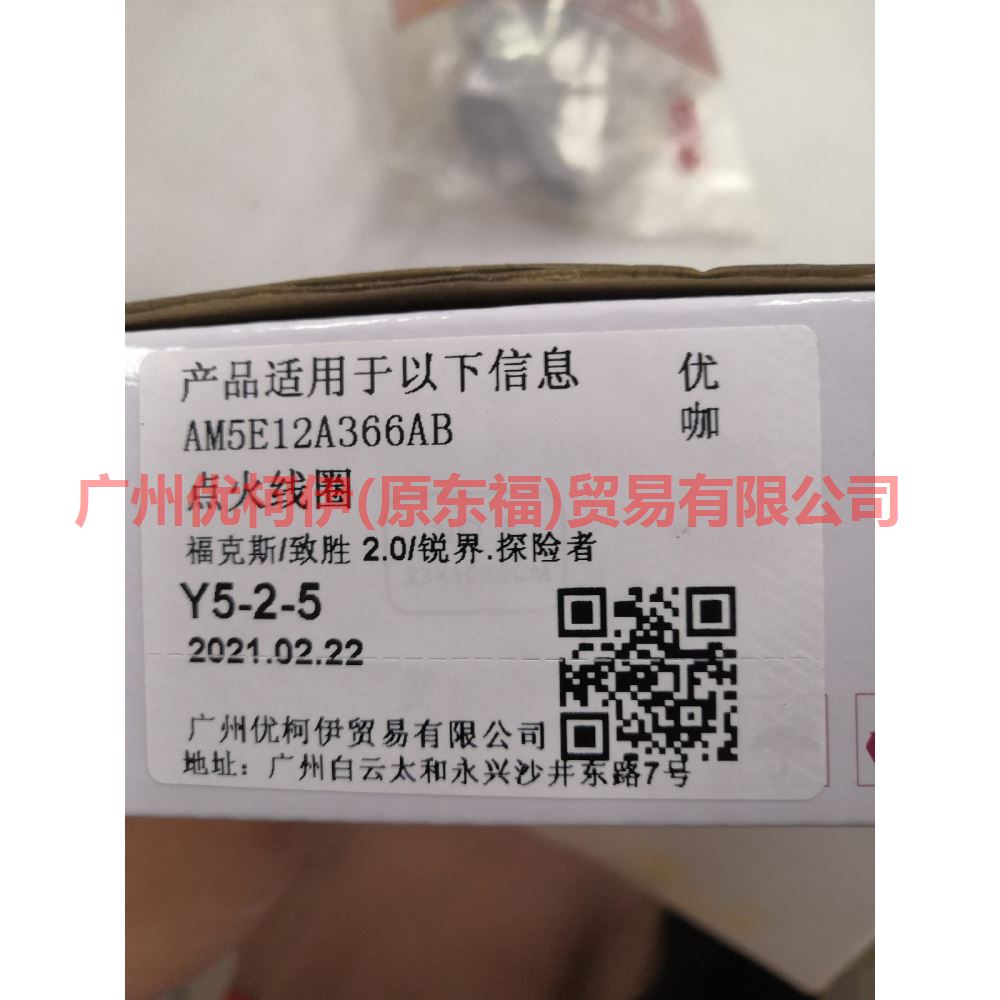 产品适用于以下信息
优咖
AM5E12A366AB
广州优柯伊(原东福)贸易有限公司
点火线圈
福克斯/致胜 2.0/锐界.探险者
Y5-2-5
2021.02.22
广州优柯伊贸易有限公司
地址：广州白云太和永兴沙井东路7号